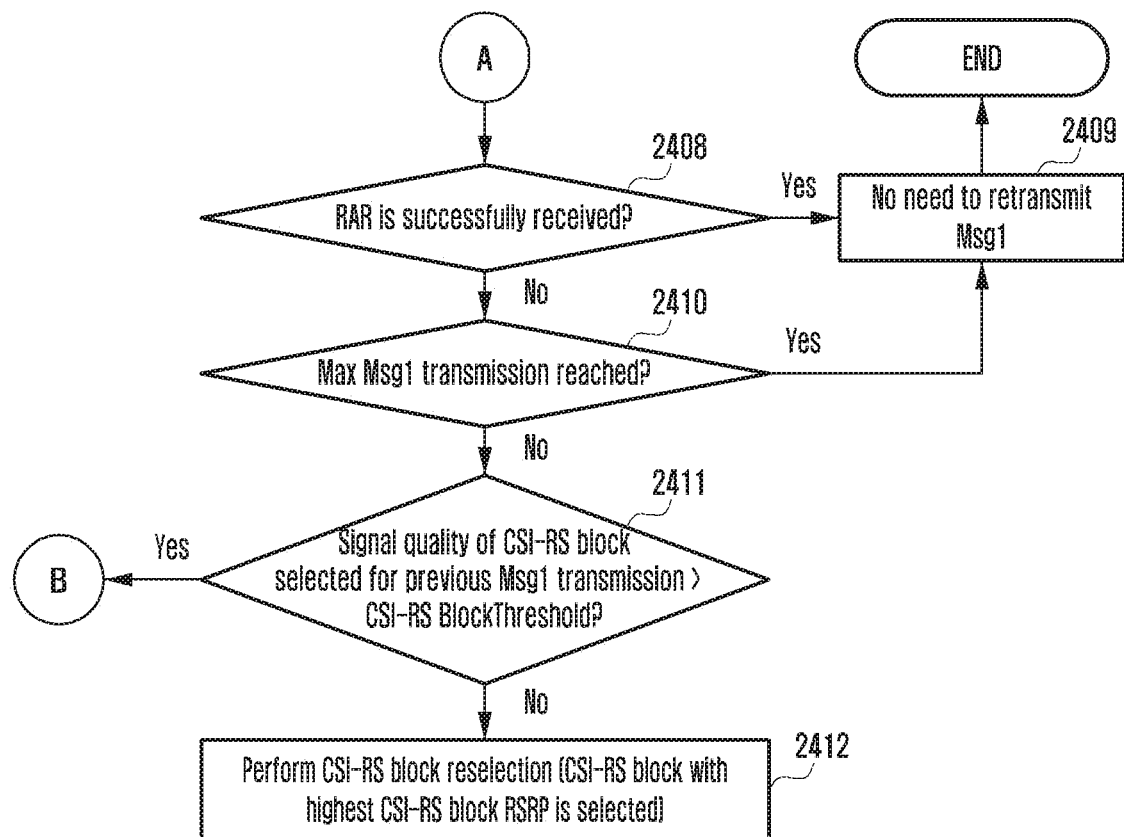 A
END
2408
2409
RAR is successfully received?
Yes
No need to retransmit
Msg1
No
2410
Max Msg1 transmission reached?
Yes
No
2411
Signal quality of CSI-RS block
selected for previous Msg1 transmission >
CSI-RS BlockThreshold?
Yes
B
No
2412
Perform CSI-RS block reselection (CSI-RS block with
highest CSI-RS block RSRP is selected)